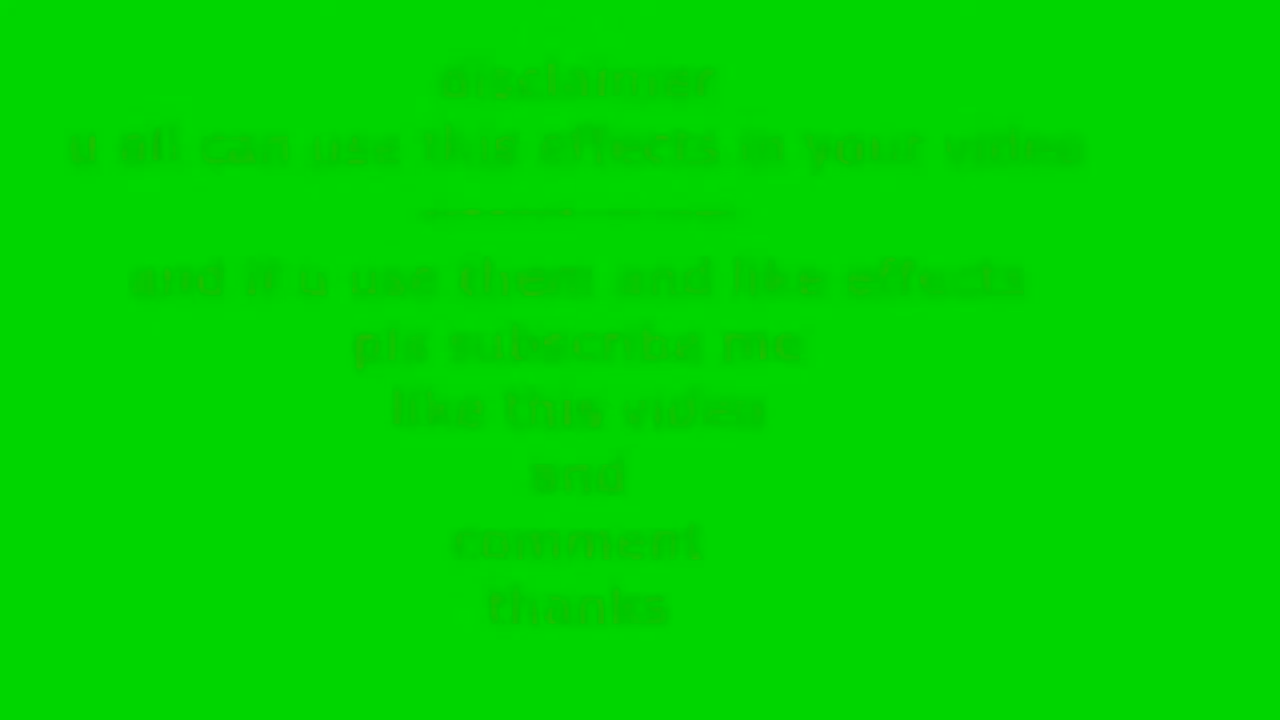 disclaimer
u all can use this effects in your video
---------------------
and if u use them and like effects
pls subscribe me
like this video
and
comment
thanks